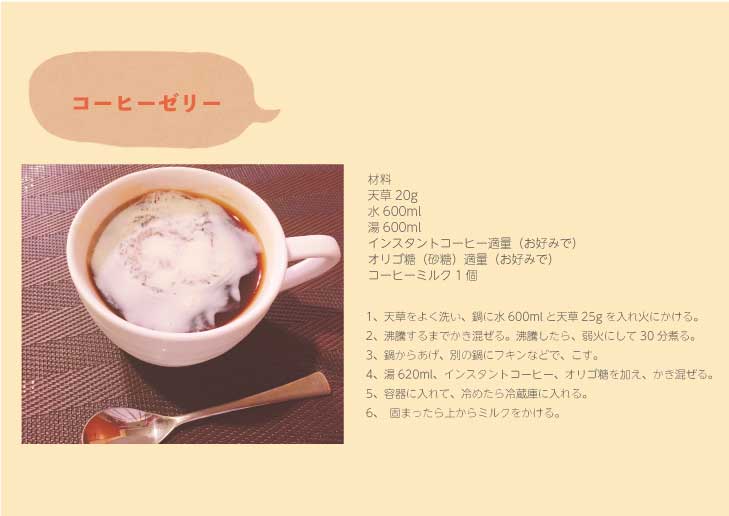 コーヒーゼリー
材料
天草 20g
水 600ml
湯 600ml
インスタントコーヒー適量（お好みで）
オリゴ糖（砂糖）適量（お好みで）
コーヒーミルク 1 個
1、天草をよく洗い、鍋に水 600ml と天草 25g を入れ火にかける。
2、沸騰するまでかき混ぜる。沸騰したら、弱火にして 30 分煮る。
3、鍋からあげ、別の鍋にフキンなどで、こす。
4、湯 620ml、インスタントコーヒー、オリゴ糖を加え、かき混ぜる。
5、容器に入れて、冷めたら冷蔵庫に入れる。
6、 固まったら上からミルクをかける。